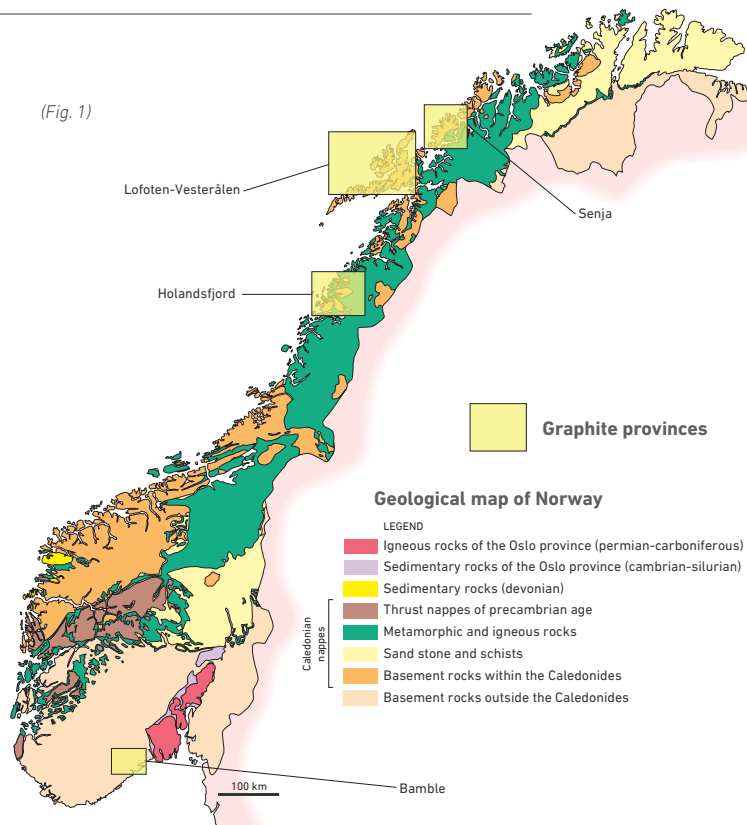 (Fig. 1)
Lofoten-Vesterålen
Senja
Holandsfjord
Graphite provinces
Geological map of Norway
LEGEND
Igneous rocks of the Oslo province (permian-carboniferous)
Sedimentary rocks of the Oslo province (cambrian-silurian)
Sedimentary rocks (devonian)
Caledonian
nappes
Thrust nappes of precambrian age
Metamorphic and igneous rocks
Sand stone and schists
Basement rocks within the Caledonides
Basement rocks outside the Caledonides
Bamble
100 km